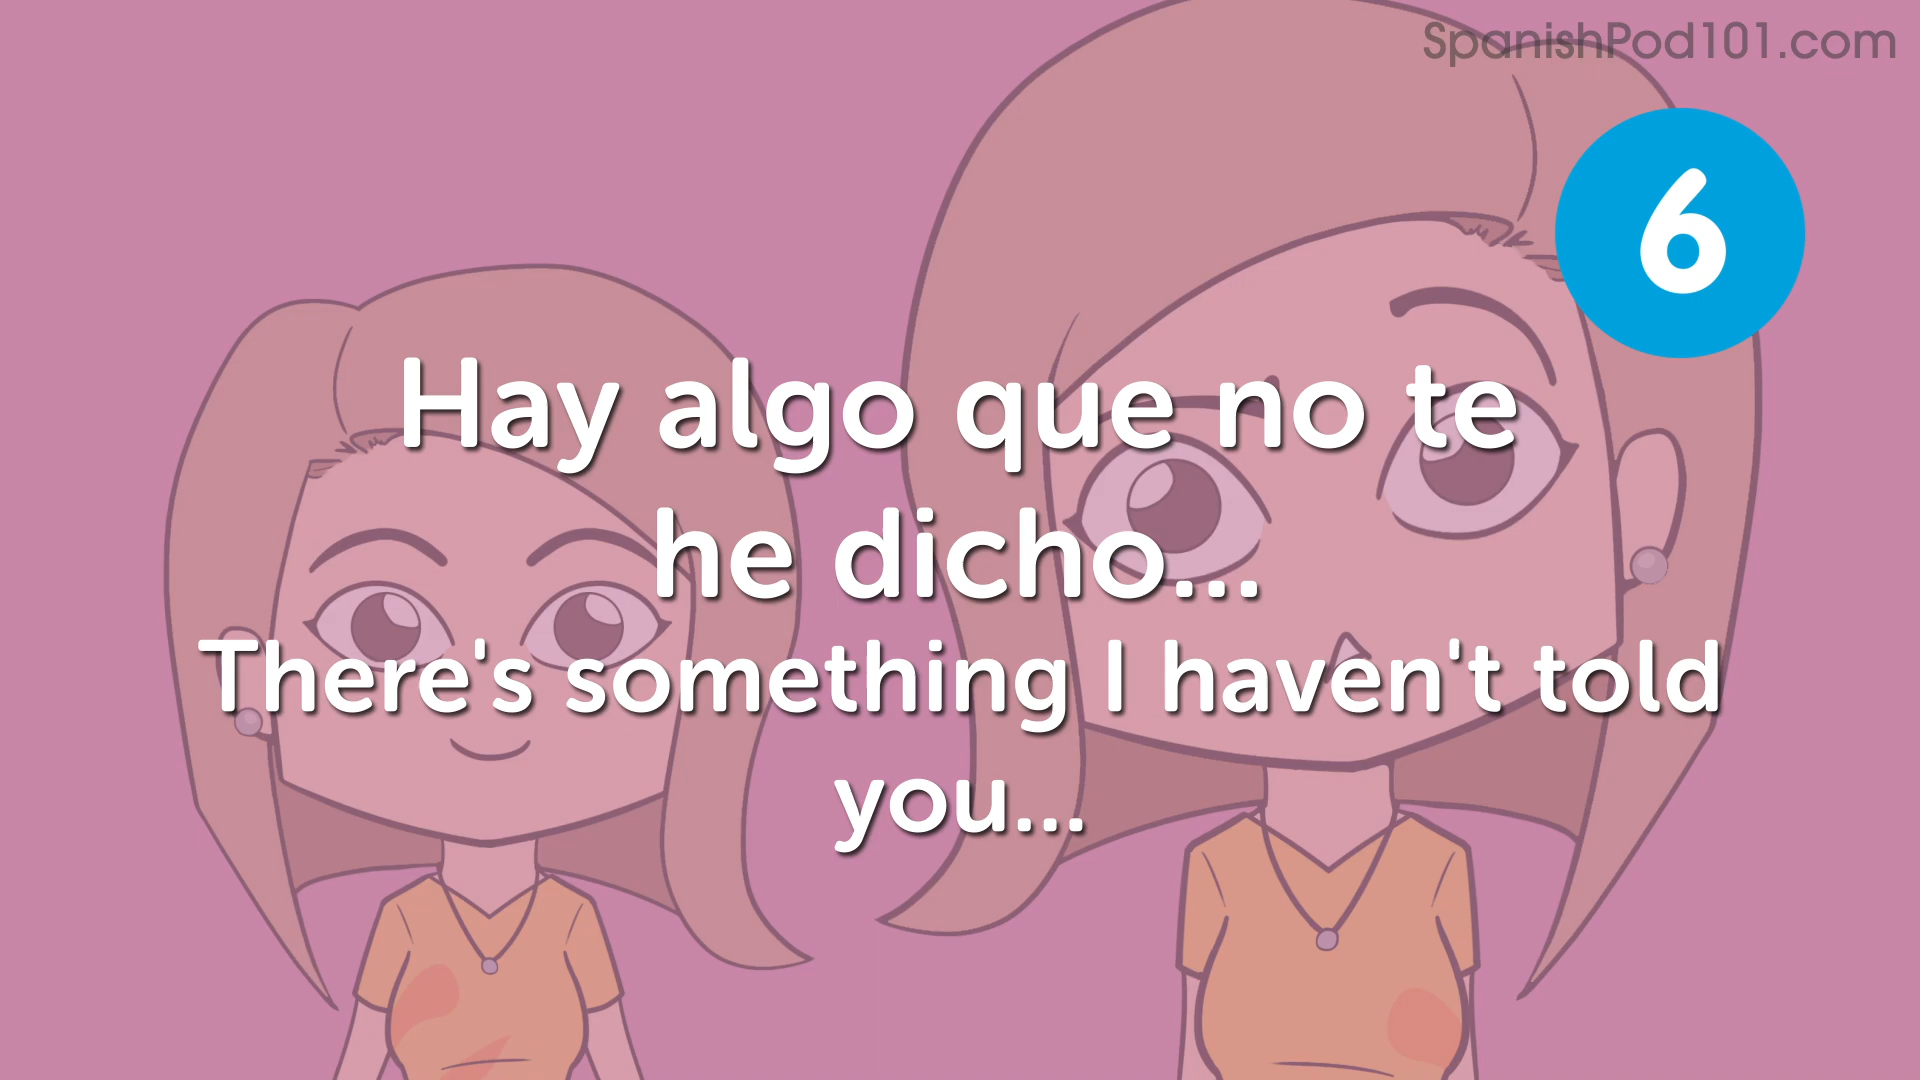 SpanishPod101.com
6
Hay algo que no te
he dicho...
There's something I haven't told
you...